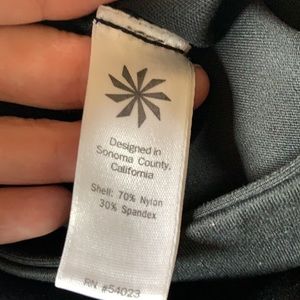 Designed in
Sonoma County,
California
Shell: 70% Nylon
30% Spandex
RN #54023